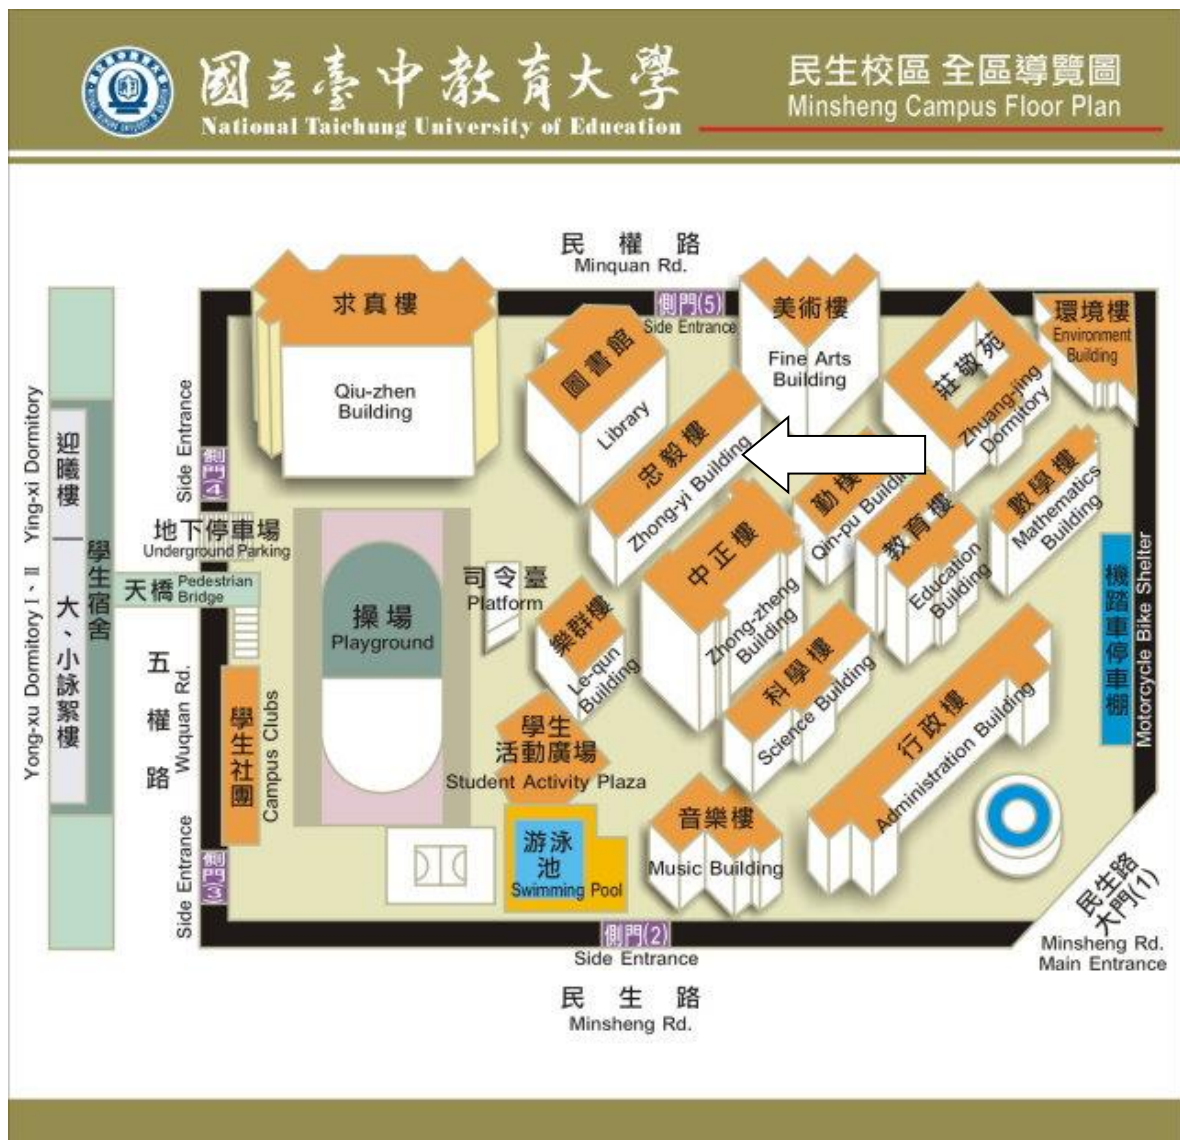 國立臺中教育大學
National Taichung University of Education
民生校區 全區導覽圖
Minsheng Campus Floor Plan
民權路
Minquan Rd.
側門(5)
Side Entrance
求真樓
Qiu-zhen
Building
圖書館
Library
美術樓
Fine Arts
Building
莊敬苑
Zhuang-jing
Dormitory
環境樓
Environment
Building
忠毅樓
Zhong-yi Building
勤樸
Qin-pu Building
中正樓
Zhong-zheng
Building
教育樓
Education
Building
數學樓
Mathematics
Building
機踏車停車棚
Motorcycle Bike Shelter
Side Entrance
側門(4)
地下停車場
Underground Parking
天橋
Pedestrian
Bridge
迎曦樓
Ying-xi Dormitory
大、小詠絮樓
Yong-xu Dormitory I、II
學生宿舍
五權路
Wuquan Rd.
學生社團
Campus Clubs
操場
Playground
司令臺
Platform
樂群樓
Le-qun
Building
科學樓
Science Building
行政樓
Administration Building
學生
活動廣場
Student Activity Plaza
游泳
池
Swimming Pool
音樂樓
Music Building
Side Entrance
側門(3)
側門(2)
Side Entrance
民生路
Minsheng Rd.
民生路
大門(1)
Minsheng Rd.
Main Entrance